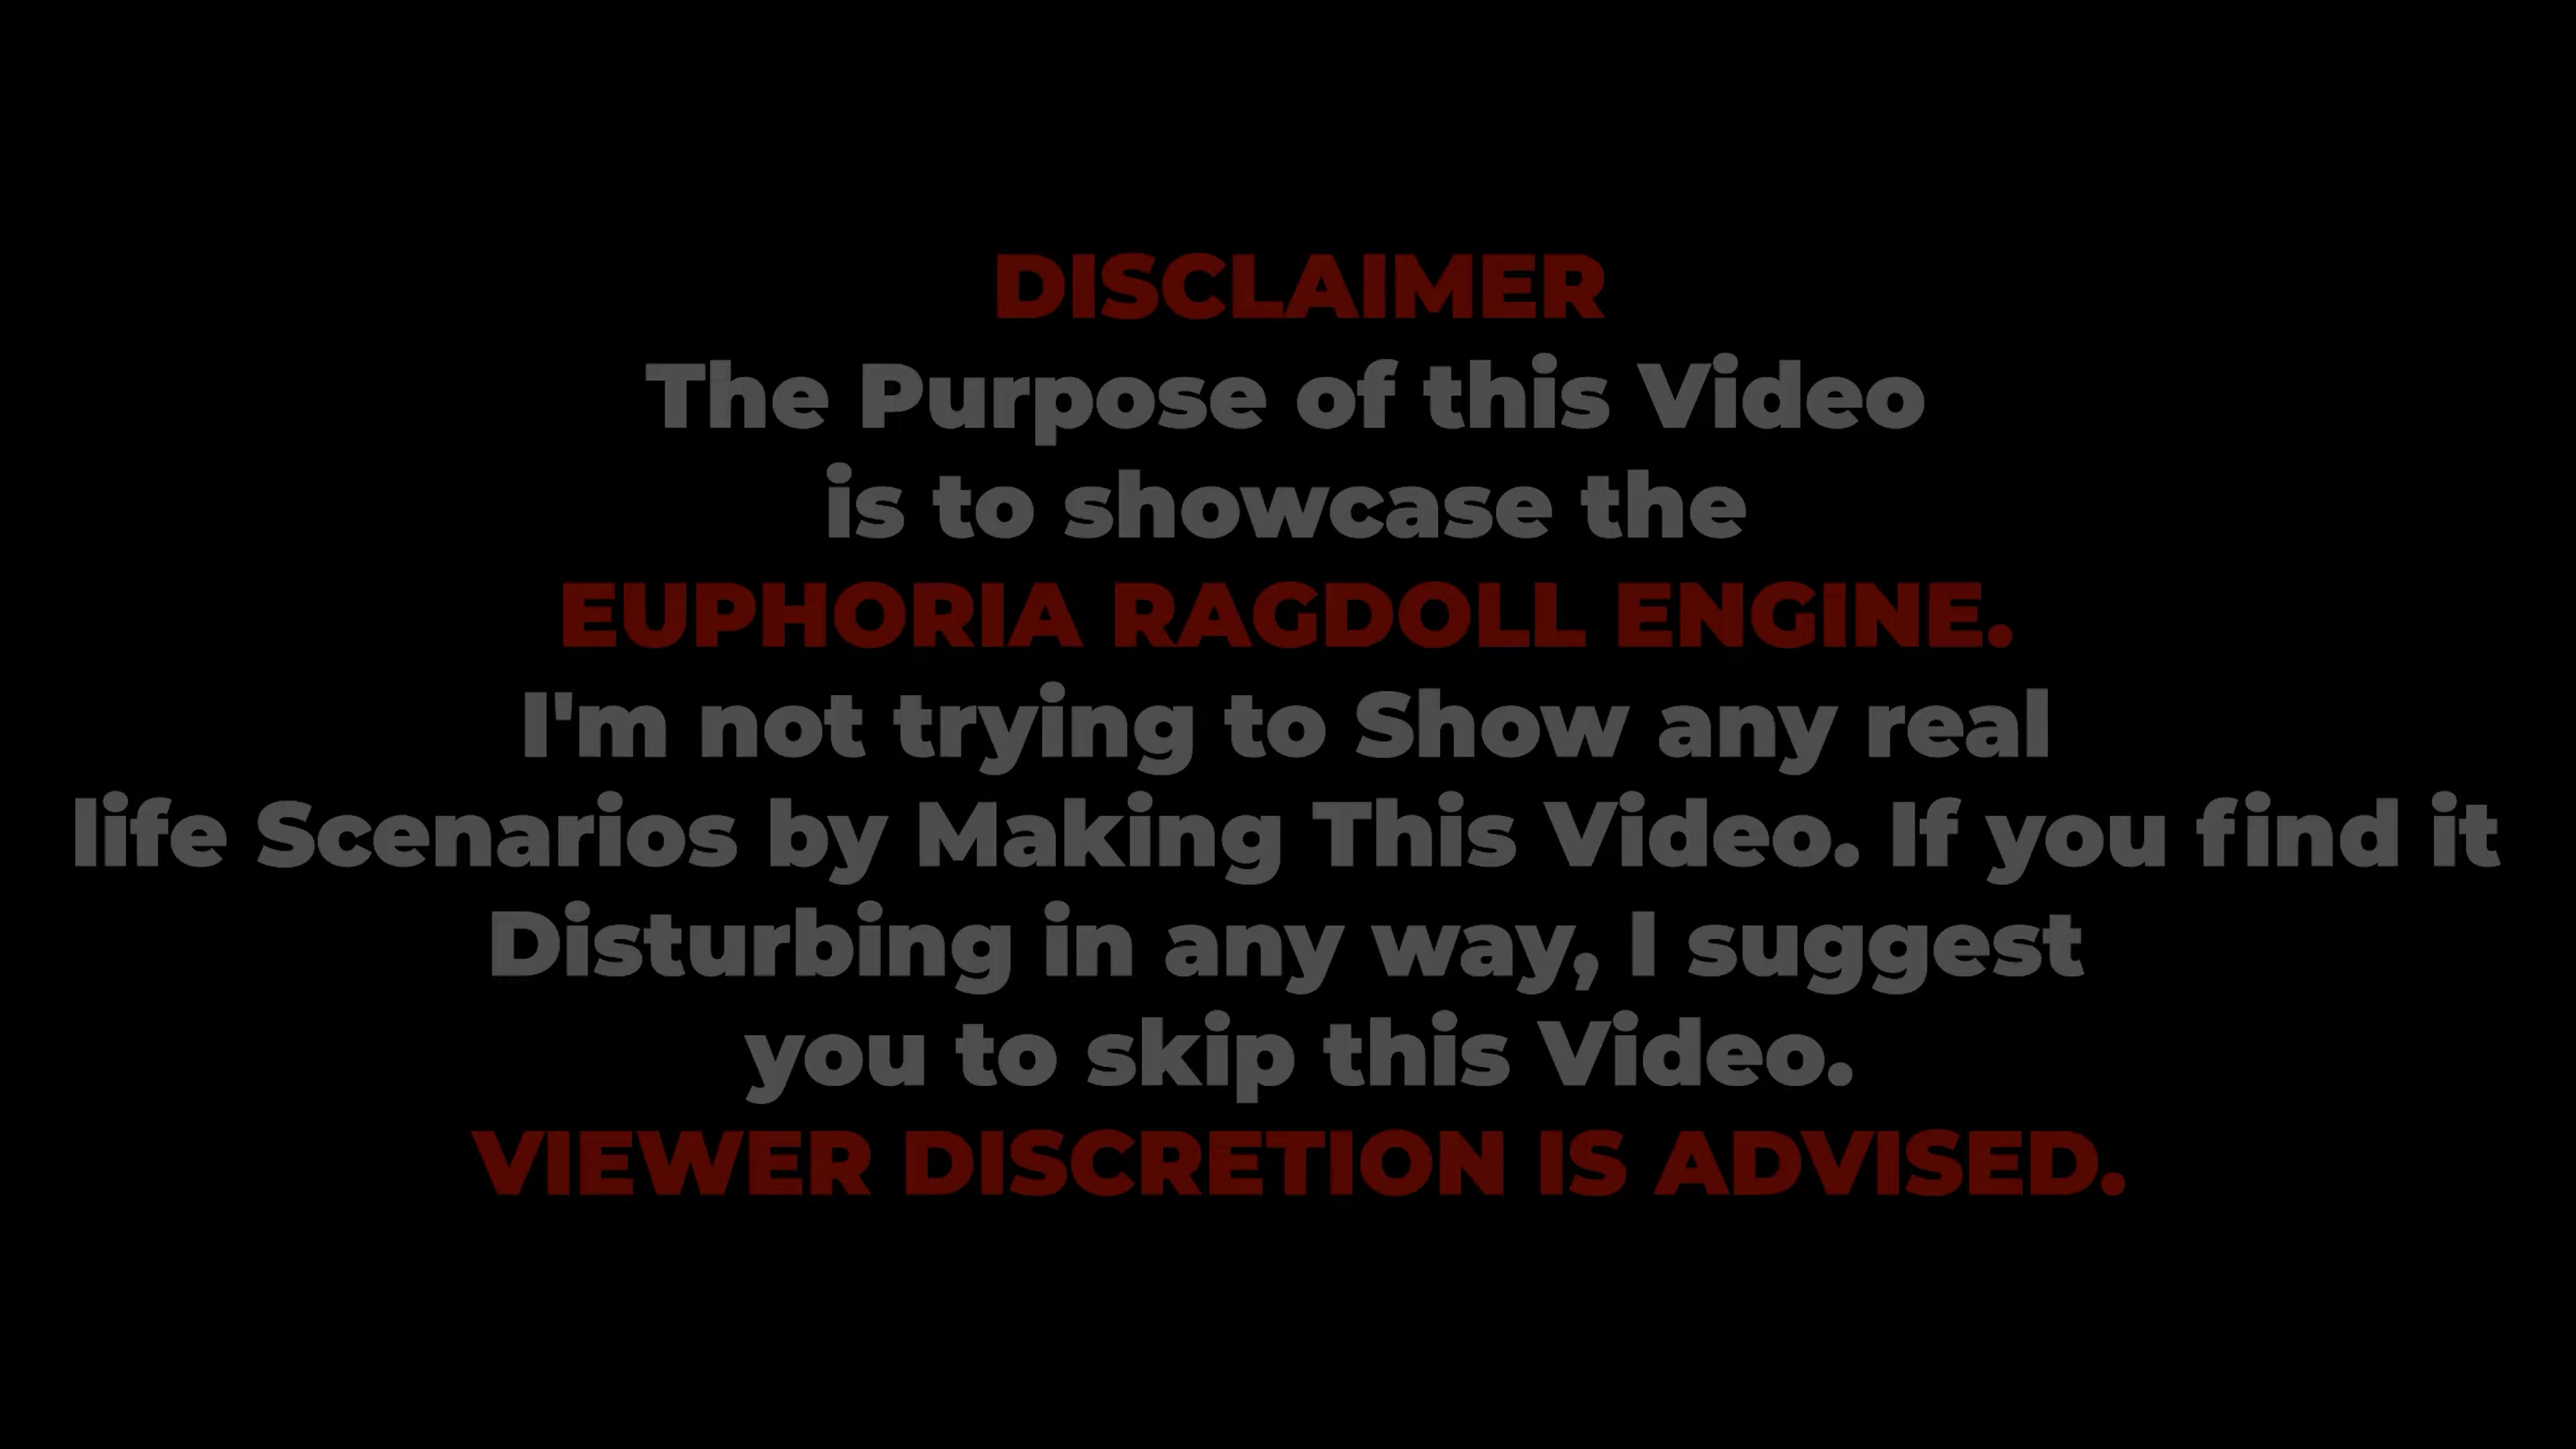 DISCLAIMER
The Purpose of this Video
is to showcase the
EUPHORIA RAGDOLL ENGINE.
I'm not trying to Show any real
life Scenarios by Making This Video. If you find it
Disturbing in any way, I suggest
you to skip this Video.
VIEWER DISCRETION IS ADVISED.